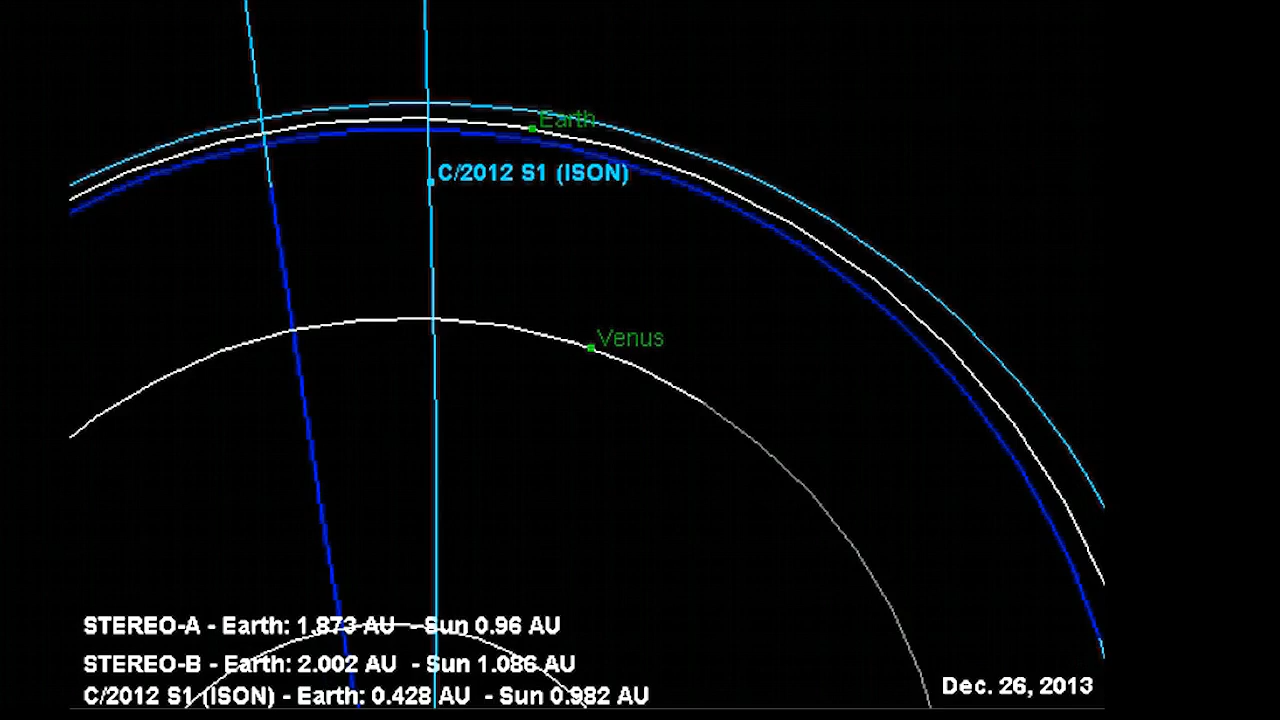 Earth
C/2012 S1 (ISON)
Venus
STEREO-A - Earth: 1.873 AU - Sun 0.96 AU
STEREO-B - Earth: 2.002 AU - Sun 1.086 AU
C/2012 S1 (ISON) - Earth: 0.428 AU - Sun 0.982 AU
Dec. 26, 2013